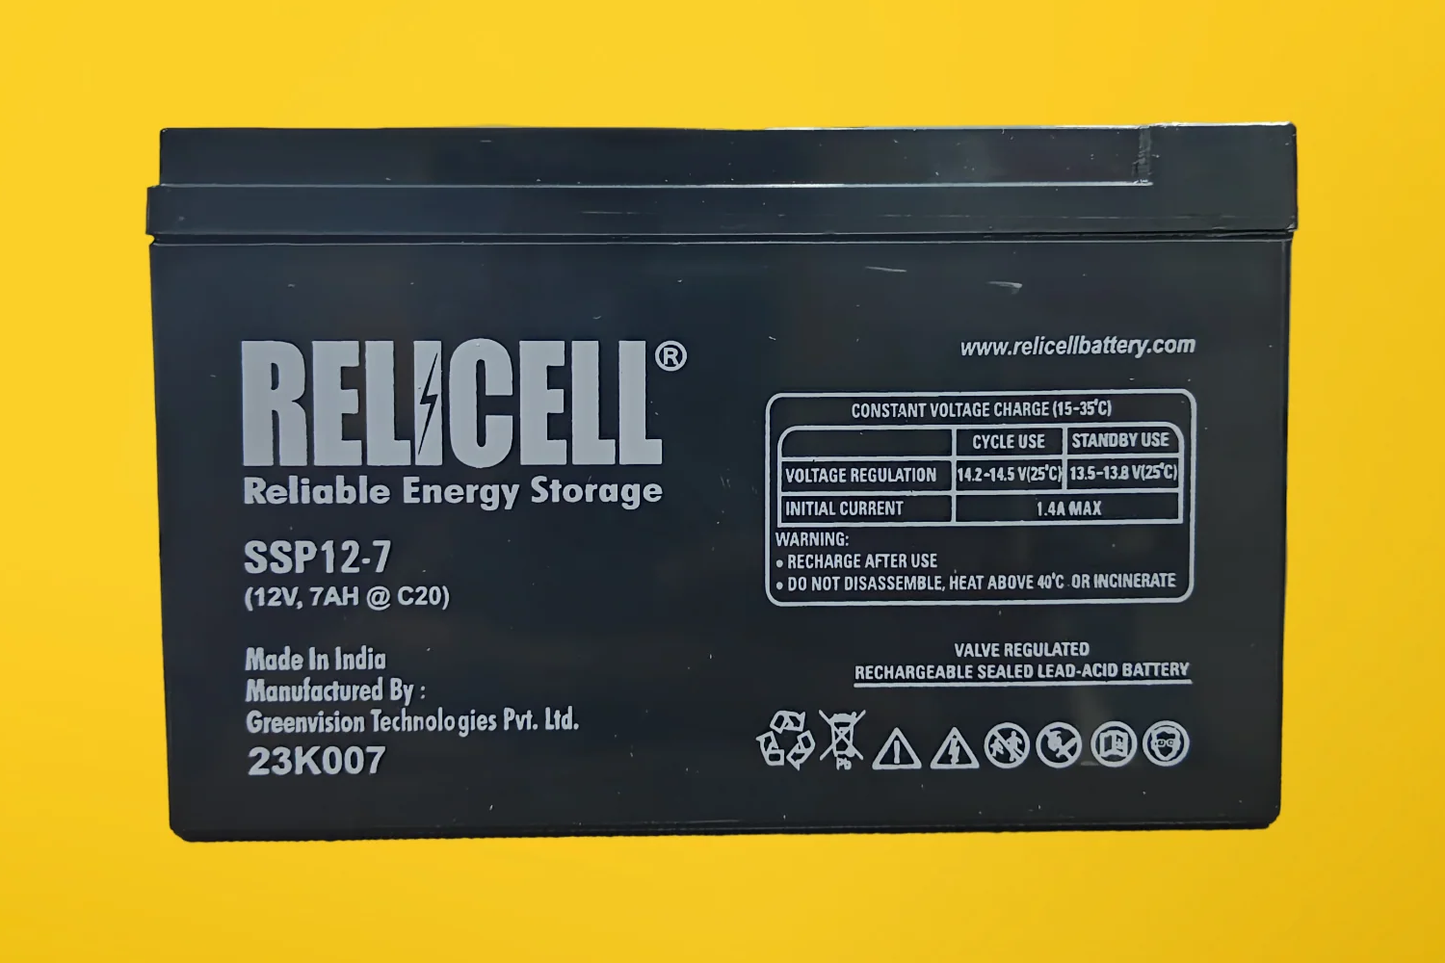 RELICELL®
Reliable Energy Storage
SSP12-7
(12V, 7AH @ C20)
Made In India
Manufactured By :
Greenvision Technologies Pvt. Ltd.
23K007
www.relicellbattery.com
CONSTANT VOLTAGE CHARGE (15-35°C)
CYCLE USE STANDBY USE
VOLTAGE REGULATION 14.2-14.5 V(25°C) 13.5-13.8 V(25°C)
INITIAL CURRENT 1.4A MAX
WARNING:
• RECHARGE AFTER USE
• DO NOT DISASSEMBLE, HEAT ABOVE 40°C OR INCINERATE
VALVE REGULATED
RECHARGEABLE SEALED LEAD-ACID BATTERY
Pb